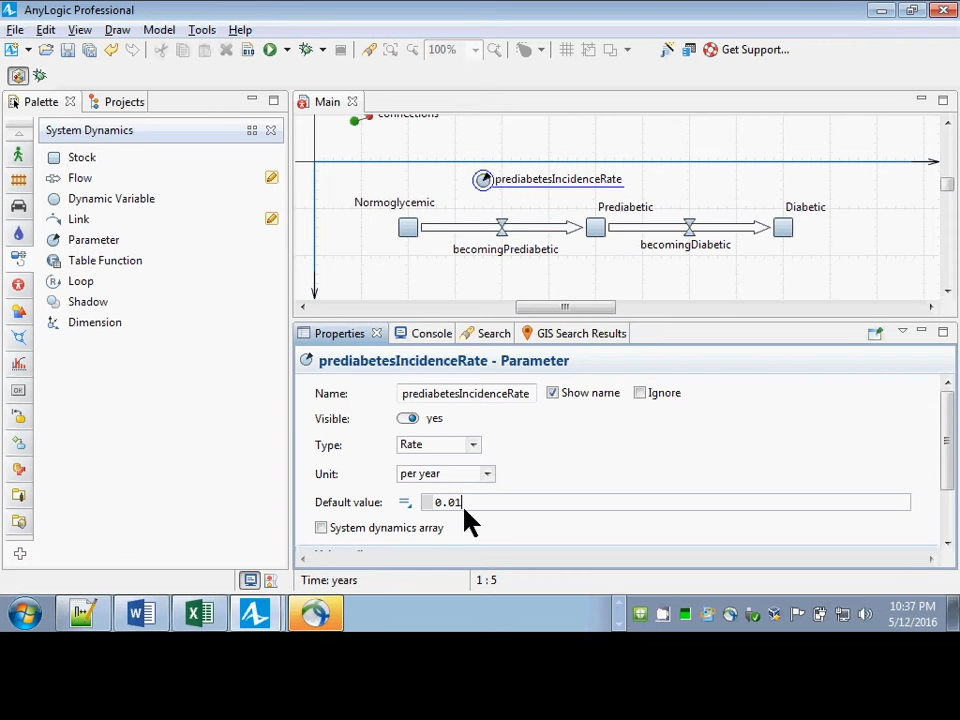 AnyLogic Professional
File Edit View Draw Model Tools Help
100% Get Support...
Palette Projects Main
System Dynamics
Stock
Flow
Dynamic Variable
Link
Parameter
Table Function
Loop
Shadow
Dimension
connections
prediabetesIncidenceRate
Normoglycemic Prediabetic Diabetic
becomingPrediabetic becomingDiabetic
Properties Console Search GIS Search Results
prediabetesIncidenceRate - Parameter
Name: prediabetesIncidenceRate Show name Ignore
Visible: yes
Type: Rate
Unit: per year
Default value: 0.01
System dynamics array
Time: years 1 : 5
10:37 PM
5/12/2016